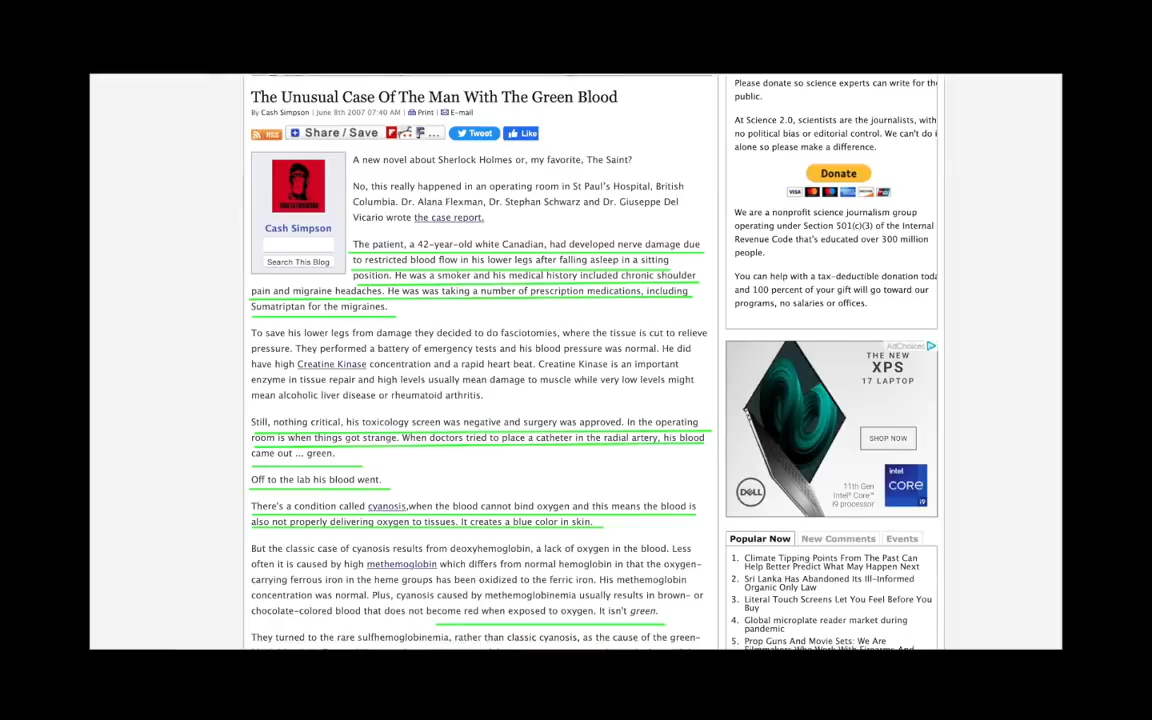 The Unusual Case Of The Man With The Green Blood
By Cash Simpson | June 8th 2007 07:40 AM | Print | E-mail
RSS Share / Save ... Tweet Like
Cash Simpson
Search This Blog
A new novel about Sherlock Holmes or, my favorite, The Saint?
No, this really happened in an operating room in St Paul's Hospital, British
Columbia. Dr. Alana Flexman, Dr. Stephan Schwarz and Dr. Giuseppe Del
Vicario wrote the case report.
The patient, a 42-year-old white Canadian, had developed nerve damage due
to restricted blood flow in his lower legs after falling asleep in a sitting
position. He was a smoker and his medical history included chronic shoulder
pain and migraine headaches. He was was taking a number of prescription medications, including
Sumatriptan for the migraines.
To save his lower legs from damage they decided to do fasciotomies, where the tissue is cut to relieve
pressure. They performed a battery of emergency tests and his blood pressure was normal. He did
have high Creatine Kinase concentration and a rapid heart beat. Creatine Kinase is an important
enzyme in tissue repair and high levels usually mean damage to muscle while very low levels might
mean alcoholic liver disease or rheumatoid arthritis.
Still, nothing critical, his toxicology screen was negative and surgery was approved. In the operating
room is when things got strange. When doctors tried to place a catheter in the radial artery, his blood
came out ... green.
Off to the lab his blood went.
There's a condition called cyanosis,when the blood cannot bind oxygen and this means the blood is
also not properly delivering oxygen to tissues. It creates a blue color in skin.
But the classic case of cyanosis results from deoxyhemoglobin, a lack of oxygen in the blood. Less
often it is caused by high methemoglobin which differs from normal hemoglobin in that the oxygen-
carrying ferrous iron in the heme groups has been oxidized to the ferric iron. His methemoglobin
concentration was normal. Plus, cyanosis caused by methemoglobinemia usually results in brown- or
chocolate-colored blood that does not become red when exposed to oxygen. It isn't green.
They turned to the rare sulfhemoglobinemia, rather than classic cyanosis, as the cause of the green-
Please donate so science experts can write for the
public.
At Science 2.0, scientists are the journalists, with
no political bias or editorial control. We can't do i
alone so please make a difference.
Donate
VISA
We are a nonprofit science journalism group
operating under Section 501(c)(3) of the Internal
Revenue Code that's educated over 300 million
people.
You can help with a tax-deductible donation toda
and 100 percent of your gift will go toward our
programs, no salaries or offices.
AdChoices
THE NEW
XPS
17 LAPTOP
SHOP NOW
DELL
11th Gen
Intel® Core™
i9 processor
intel
CORE
i9
Popular Now New Comments Events
1. Climate Tipping Points From The Past Can
Help Better Predict What May Happen Next
2. Sri Lanka Has Abandoned Its Ill-Informed
Organic Only Law
3. Literal Touch Screens Let You Feel Before You
Buy
4. Global microplate reader market during
pandemic
5. Prop Guns And Movie Sets: We Are
Filmmakers Who Work With Firearms And